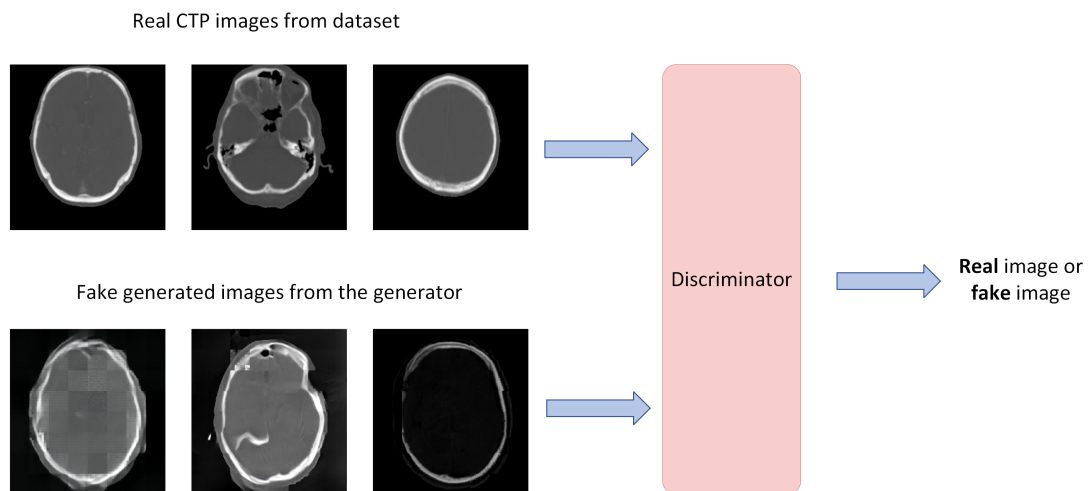 Real CTP images from dataset
Fake generated images from the generator
Discriminator
Real image or
fake image